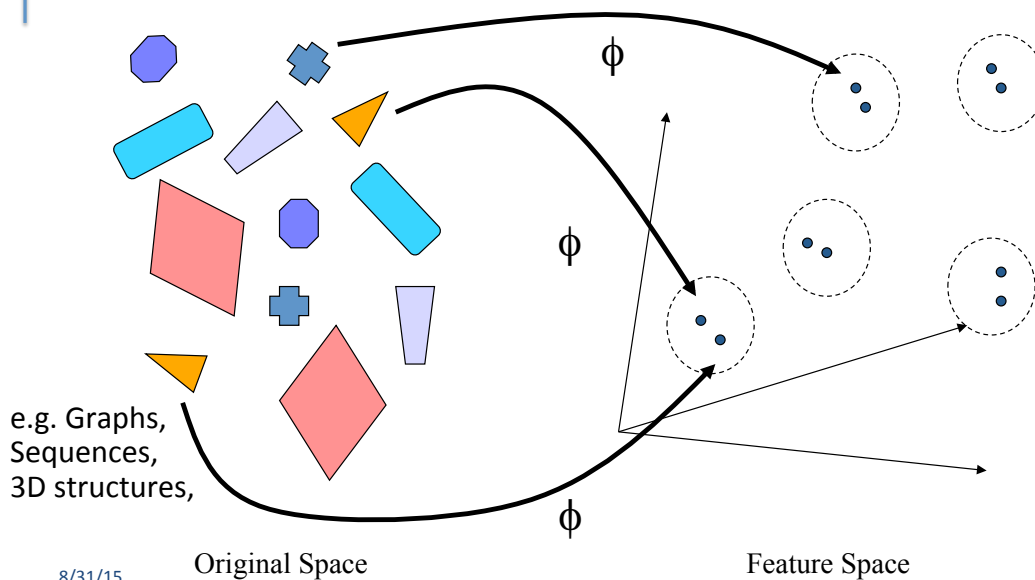 ϕ
ϕ
e.g. Graphs,
Sequences,
3D structures,
ϕ
Original Space
Feature Space
8/31/15